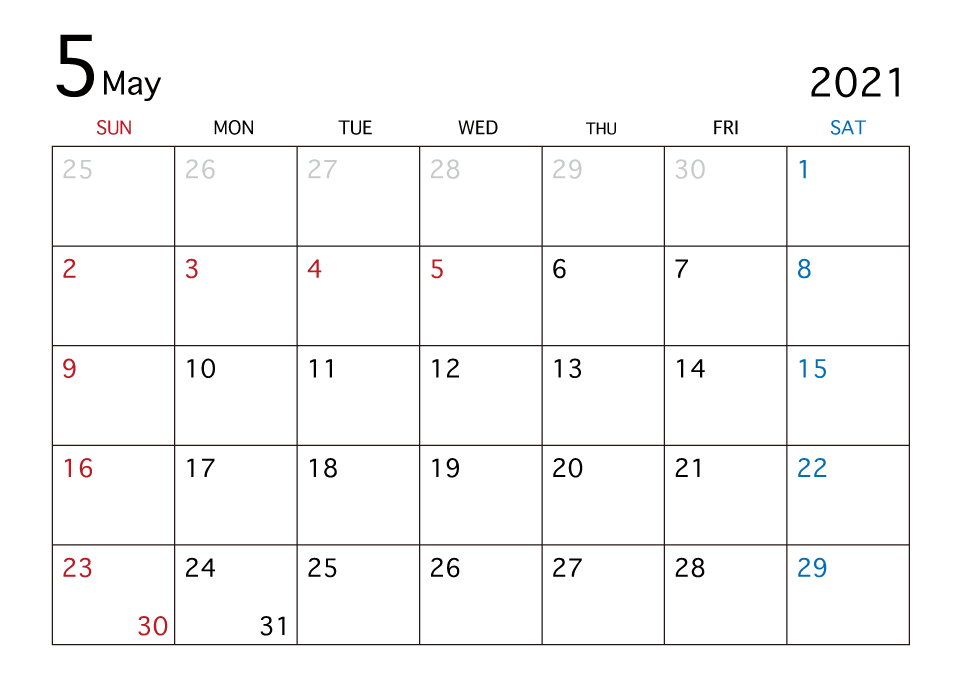 5 May
2021
SUN MON TUE WED THU FRI SAT
25 26 27 28 29 30 1
2 3 4 5 6 7 8
9 10 11 12 13 14 15
16 17 18 19 20 21 22
23 24 25 26 27 28 29
30 31